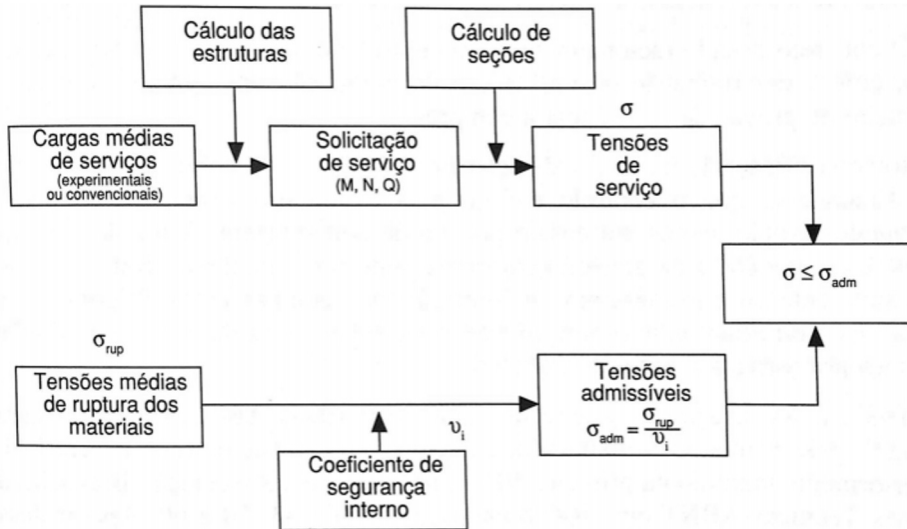 Cálculo das
estruturas
Cálculo de
seções
σ
Cargas médias
de serviços
(experimentais
ou convencionais)
Solicitação
de serviço
(M, N, Q)
Tensões
de
serviço
σ ≤ σadm
σrup
Tensões médias
de ruptura dos
materiais
Tensões
admissíveis
σadm = σrup / υi
υi
Coeficiente de
segurança
interno